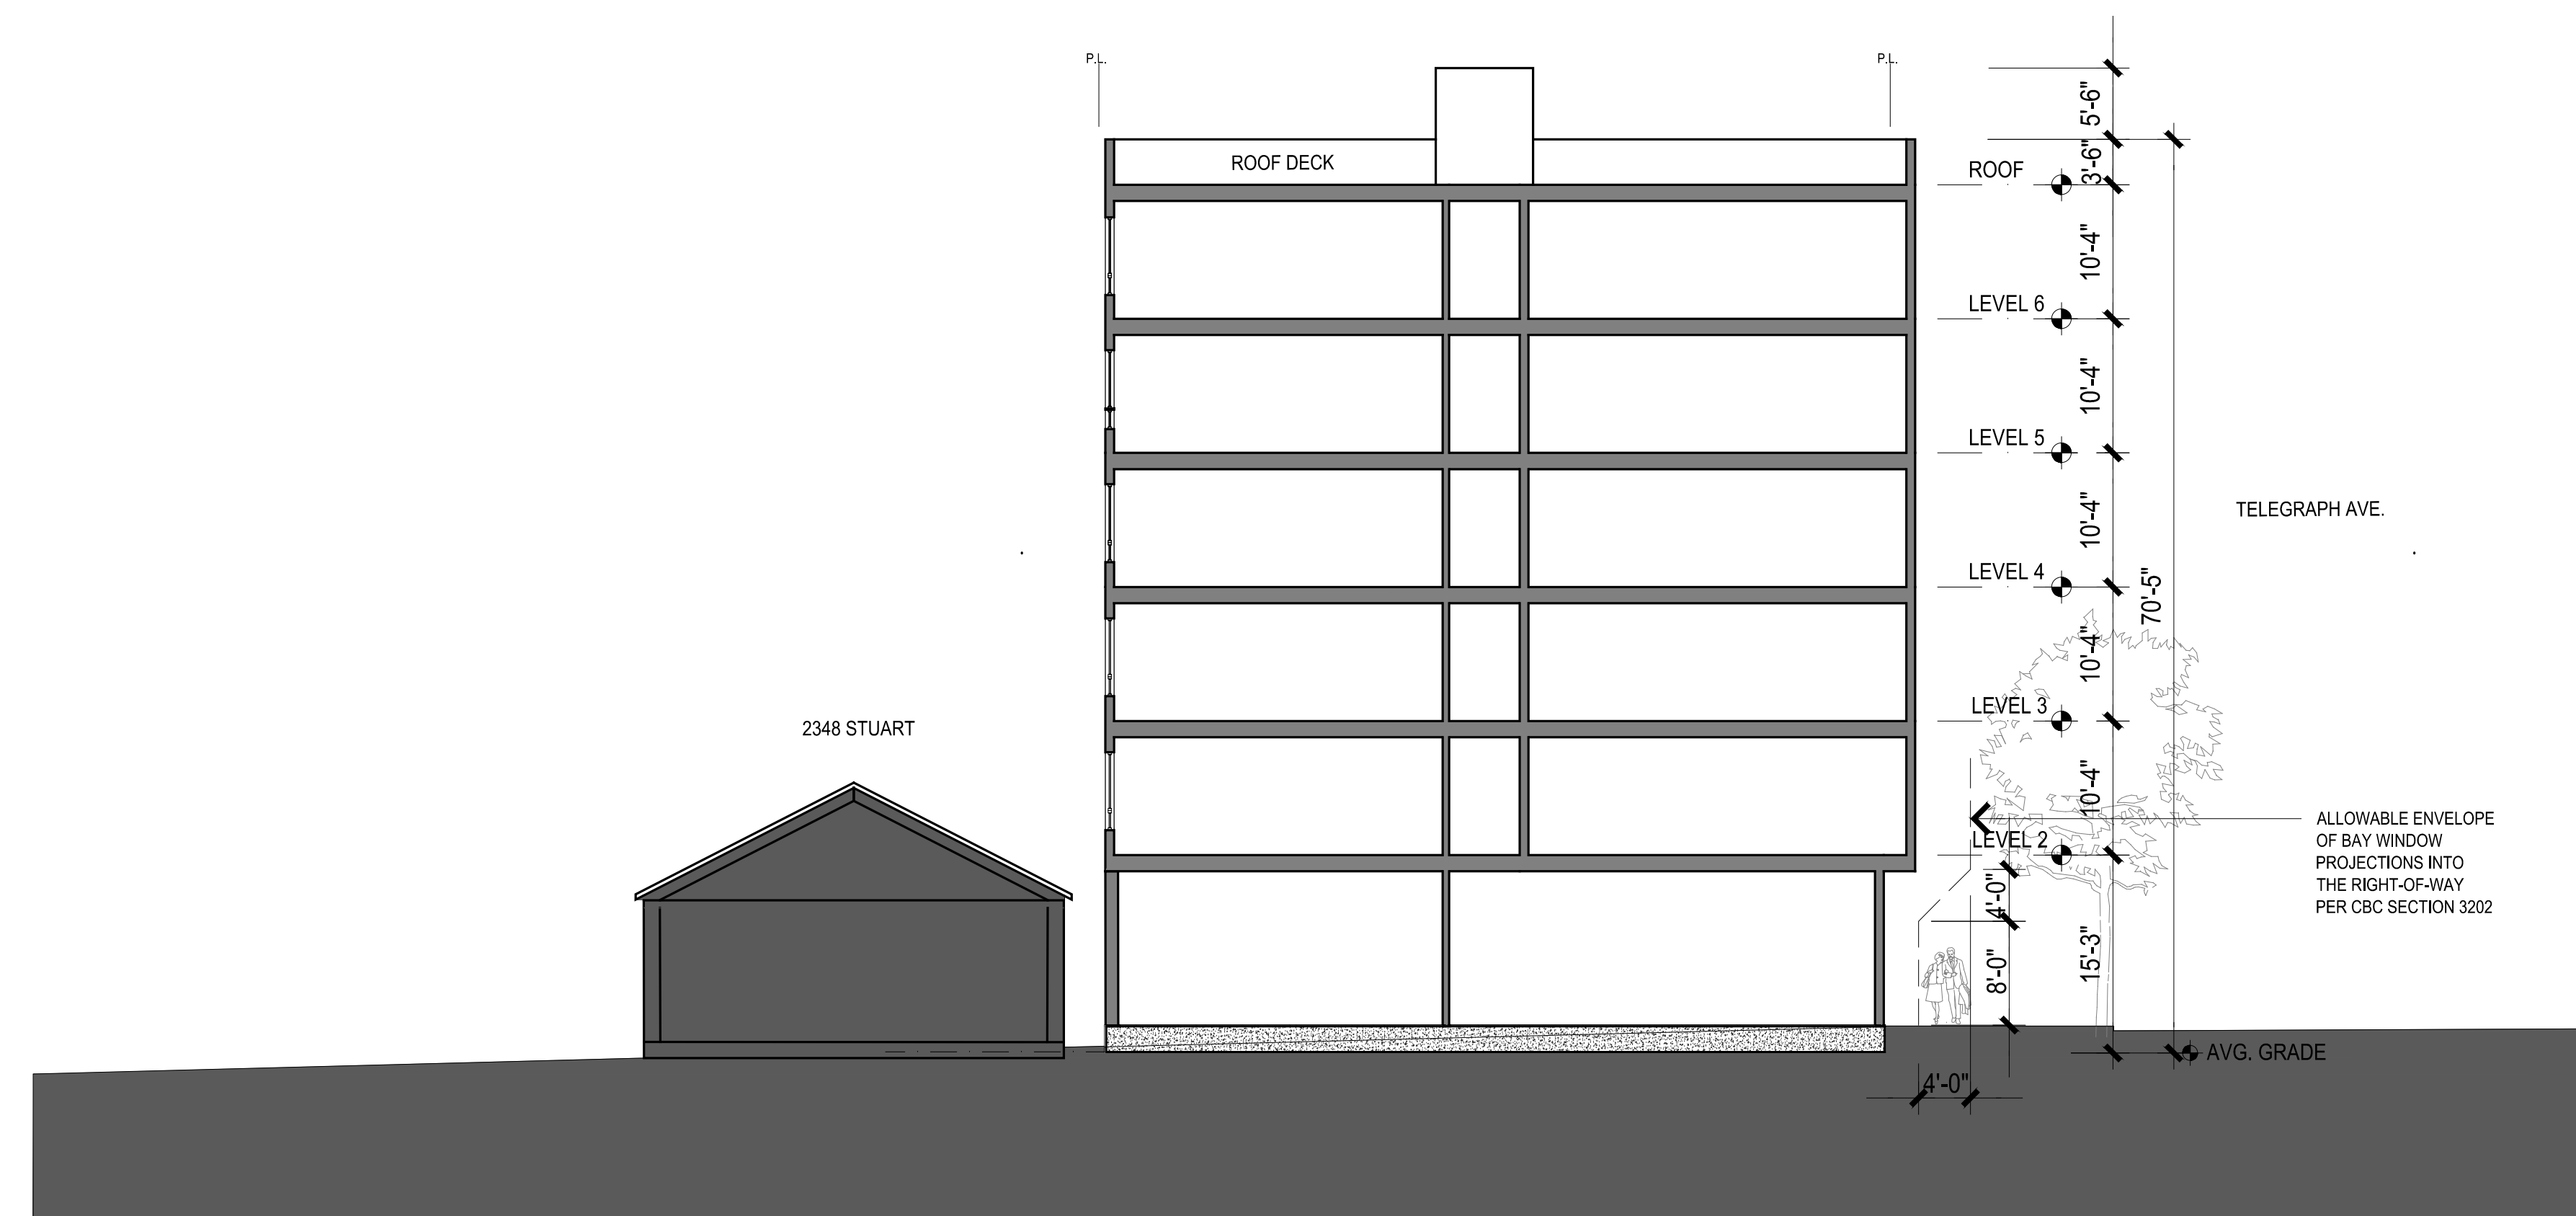 P.L.
P.L.
5'-6"
3'-6"
ROOF DECK
ROOF
10'-4"
LEVEL 6
10'-4"
LEVEL 5
10'-4"
TELEGRAPH AVE.
LEVEL 4
70'-5"
10'-4"
LEVEL 3
2348 STUART
10'-4"
ALLOWABLE ENVELOPE
OF BAY WINDOW
PROJECTIONS INTO
THE RIGHT-OF-WAY
PER CBC SECTION 3202
LEVEL 2
4'-0"
15'-3"
8'-0"
AVG. GRADE
4'-0"